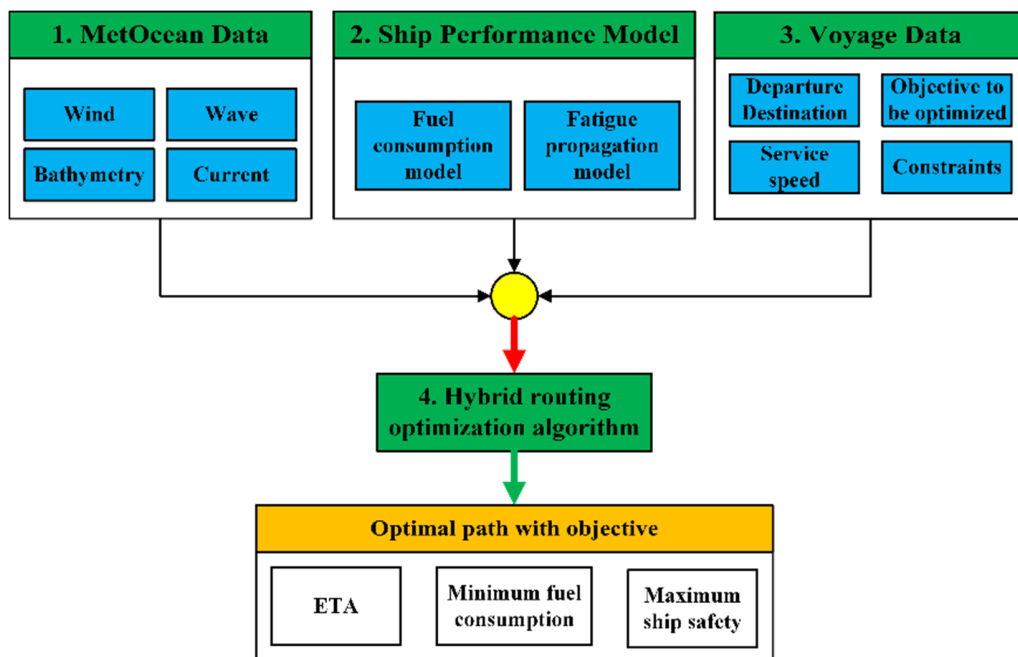 1. MetOcean Data
Wind
Wave
Bathymetry
Current
2. Ship Performance Model
Fuel
consumption
model
Fatigue
propagation
model
3. Voyage Data
Departure
Destination
Objective to
be optimized
Service
speed
Constraints
4. Hybrid routing
optimization algorithm
Optimal path with objective
ETA
Minimum fuel
consumption
Maximum
ship safety